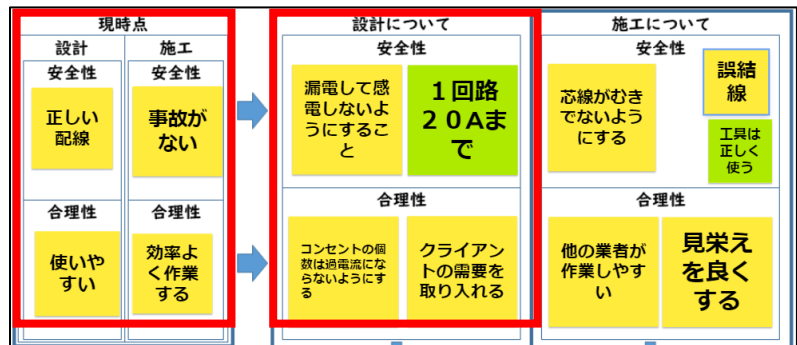 現時点
設計
施工
安全性
安全性
正しい
配線
事故が
ない
合理性
合理性
使いや
すい
効率よ
く作業
する
設計について
安全性
漏電して感
電しないよ
うにするこ
と
１回路
２０Aま
で
合理性
コンセントの個
数は過電流にな
らないようにす
る
クライアン
トの需要を
取り入れる
施工について
安全性
芯線がむき
でないよう
にする
誤結
線
工具は
正しく
使う
合理性
他の業者が
作業しやす
い
見栄え
を良く
する